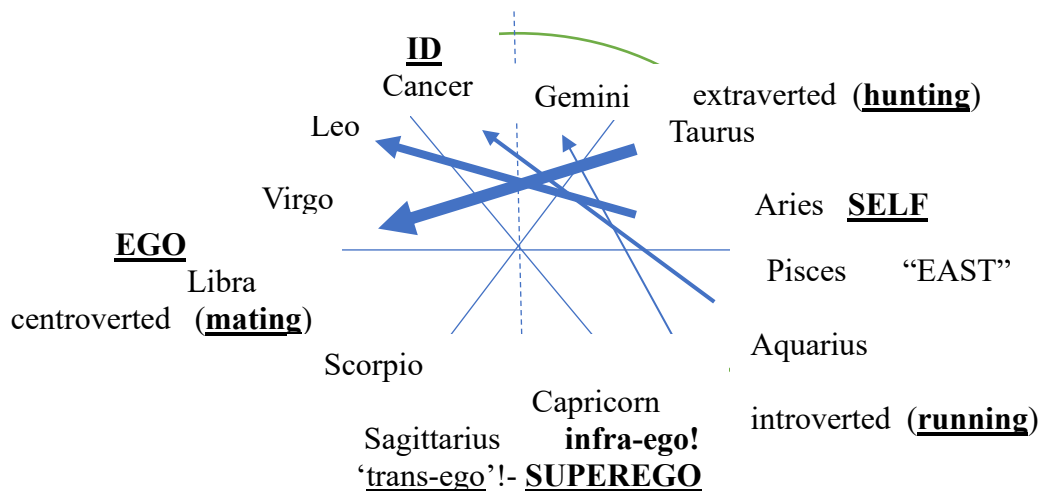 ID
Cancer
Gemini
extraverted (hunting)
Leo
Taurus
Virgo
Aries SELF
EGO
Pisces “EAST”
Libra
centroverted (mating)
Aquarius
Scorpio
Capricorn
introverted (running)
Sagittarius infra-ego!
‘trans-ego’!- SUPEREGO